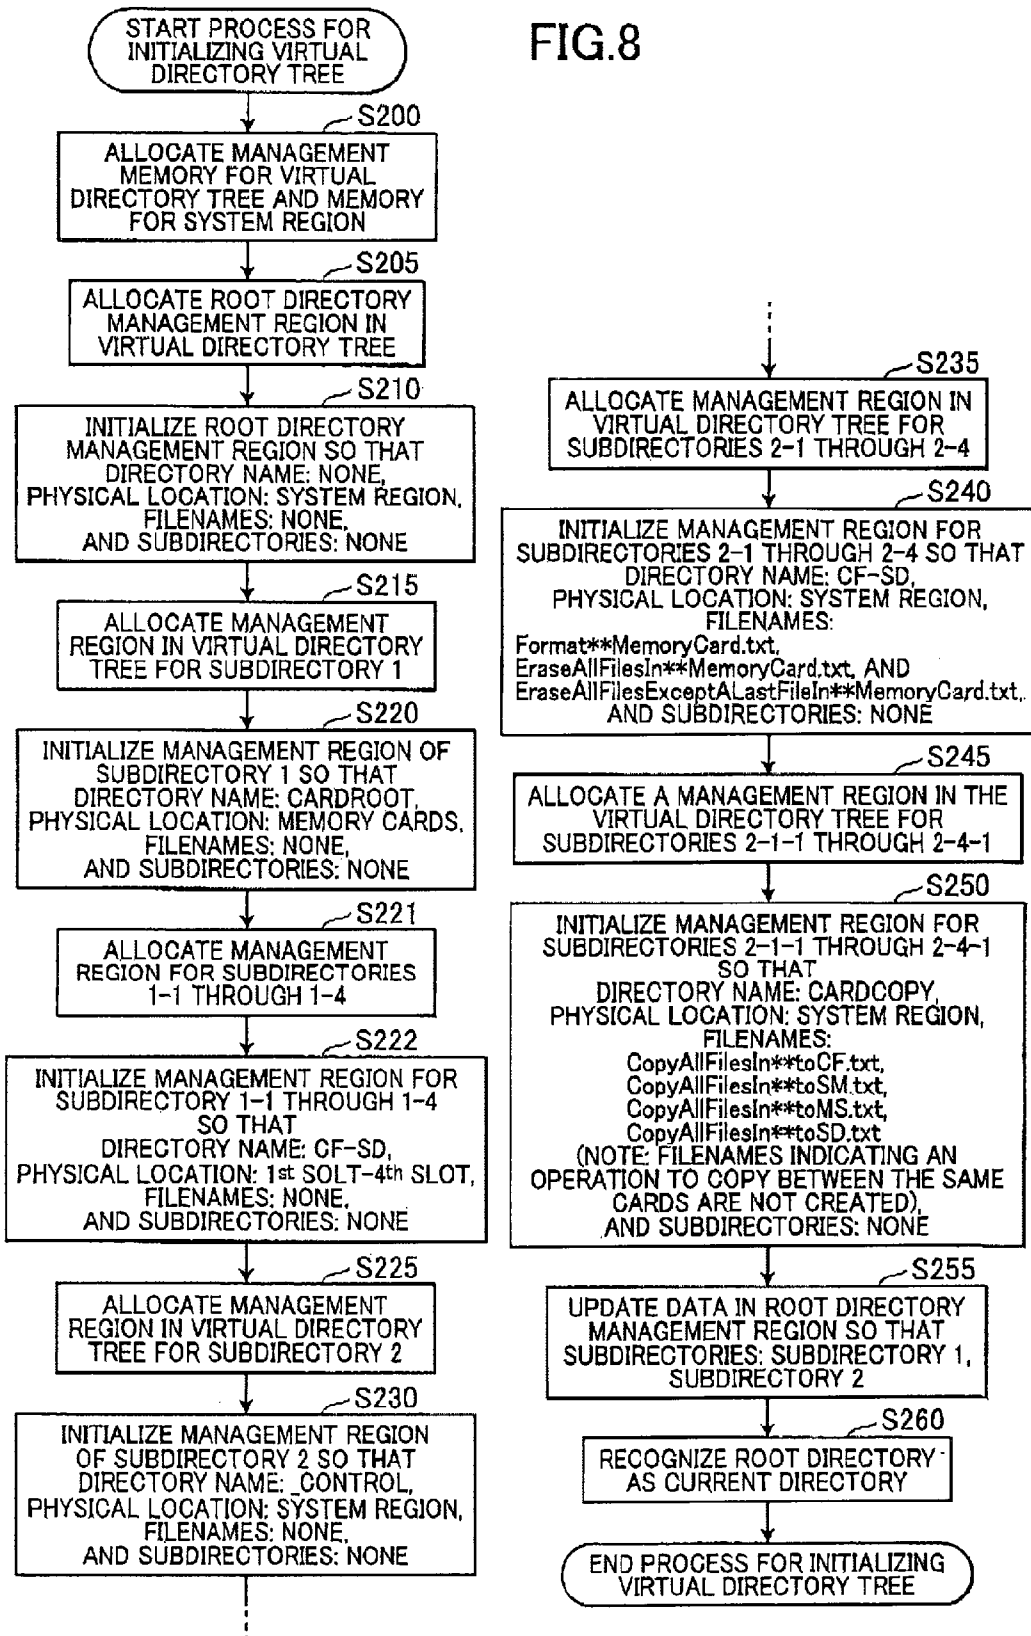 FIG.8
START PROCESS FOR
INITIALIZING VIRTUAL
DIRECTORY TREE
S200
ALLOCATE MANAGEMENT
MEMORY FOR VIRTUAL
DIRECTORY TREE AND MEMORY
FOR SYSTEM REGION
S205
ALLOCATE ROOT DIRECTORY
MANAGEMENT REGION IN
VIRTUAL DIRECTORY TREE
S210
INITIALIZE ROOT DIRECTORY
MANAGEMENT REGION SO THAT
DIRECTORY NAME: NONE,
PHYSICAL LOCATION: SYSTEM REGION,
FILENAMES: NONE,
AND SUBDIRECTORIES: NONE
S215
ALLOCATE MANAGEMENT
REGION IN VIRTUAL DIRECTORY
TREE FOR SUBDIRECTORY 1
S220
INITIALIZE MANAGEMENT REGION OF
SUBDIRECTORY 1 SO THAT
DIRECTORY NAME: CARDROOT,
PHYSICAL LOCATION: MEMORY CARDS,
FILENAMES: NONE,
AND SUBDIRECTORIES: NONE
S221
ALLOCATE MANAGEMENT
REGION FOR SUBDIRECTORIES
1-1 THROUGH 1-4
S222
INITIALIZE MANAGEMENT REGION FOR
SUBDIRECTORY 1-1 THROUGH 1-4
SO THAT
DIRECTORY NAME: CF-SD,
PHYSICAL LOCATION: 1st SOLT-4th SLOT,
FILENAMES: NONE,
AND SUBDIRECTORIES: NONE
S225
ALLOCATE MANAGEMENT
REGION IN VIRTUAL DIRECTORY
TREE FOR SUBDIRECTORY 2
S230
INITIALIZE MANAGEMENT REGION
OF SUBDIRECTORY 2 SO THAT
DIRECTORY NAME: _CONTROL,
PHYSICAL LOCATION: SYSTEM REGION,
FILENAMES: NONE,
AND SUBDIRECTORIES: NONE
S235
ALLOCATE MANAGEMENT REGION IN
VIRTUAL DIRECTORY TREE FOR
SUBDIRECTORIES 2-1 THROUGH 2-4
S240
INITIALIZE MANAGEMENT REGION FOR
SUBDIRECTORIES 2-1 THROUGH 2-4 SO THAT
DIRECTORY NAME: CF-SD,
PHYSICAL LOCATION: SYSTEM REGION,
FILENAMES:
Format**MemoryCard.txt,
EraseAllFilesIn**MemoryCard.txt, AND
EraseAllFilesExceptALastFileIn**MemoryCard.txt,
AND SUBDIRECTORIES: NONE
S245
ALLOCATE A MANAGEMENT REGION IN THE
VIRTUAL DIRECTORY TREE FOR
SUBDIRECTORIES 2-1-1 THROUGH 2-4-1
S250
INITIALIZE MANAGEMENT REGION FOR
SUBDIRECTORIES 2-1-1 THROUGH 2-4-1
SO THAT
DIRECTORY NAME: CARDCOPY,
PHYSICAL LOCATION: SYSTEM REGION,
FILENAMES:
CopyAllFilesIn**toCF.txt,
CopyAllFilesIn**toSM.txt,
CopyAllFilesIn**toMS.txt,
CopyAllFilesIn**toSD.txt
(NOTE: FILENAMES INDICATING AN
OPERATION TO COPY BETWEEN THE SAME
CARDS ARE NOT CREATED),
AND SUBDIRECTORIES: NONE
S255
UPDATE DATA IN ROOT DIRECTORY
MANAGEMENT REGION SO THAT
SUBDIRECTORIES: SUBDIRECTORY 1,
SUBDIRECTORY 2
S260
RECOGNIZE ROOT DIRECTORY
AS CURRENT DIRECTORY
END PROCESS FOR INITIALIZING
VIRTUAL DIRECTORY TREE